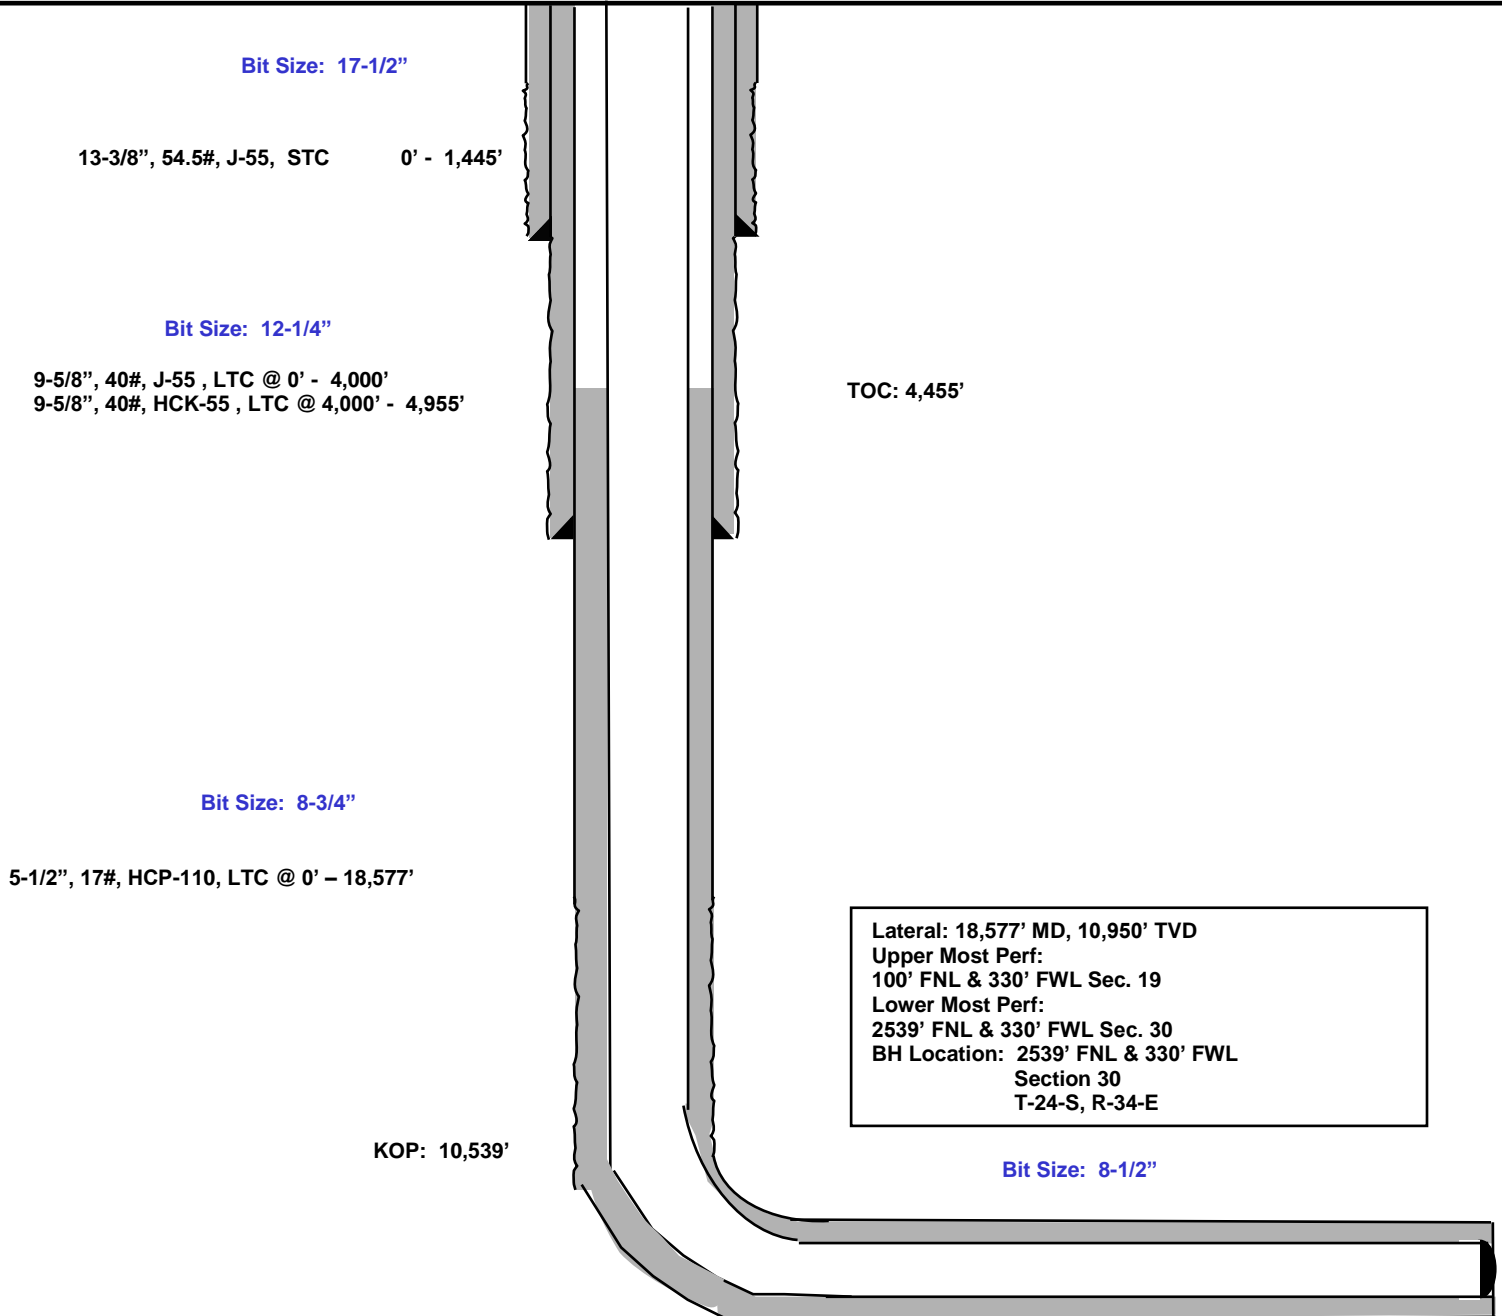 Bit Size: 17-1/2”
13-3/8”, 54.5#, J-55, STC 0’ - 1,445’
Bit Size: 12-1/4”
9-5/8”, 40#, J-55 , LTC @ 0’ - 4,000’
9-5/8”, 40#, HCK-55 , LTC @ 4,000’ - 4,955’
TOC: 4,455’
Bit Size: 8-3/4”
5-1/2”, 17#, HCP-110, LTC @ 0’ – 18,577’
Lateral: 18,577’ MD, 10,950’ TVD
Upper Most Perf:
100’ FNL & 330’ FWL Sec. 19
Lower Most Perf:
2539’ FNL & 330’ FWL Sec. 30
BH Location: 2539’ FNL & 330’ FWL
Section 30
T-24-S, R-34-E
KOP: 10,539’
Bit Size: 8-1/2”